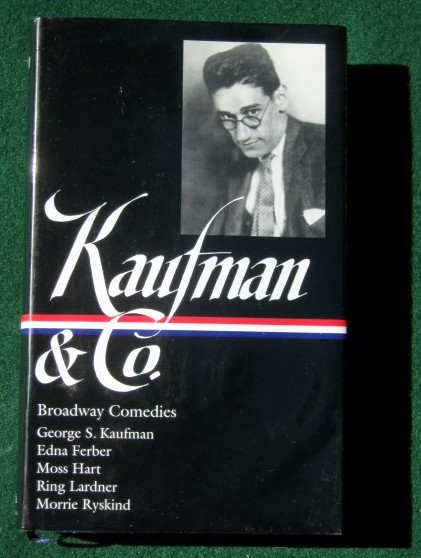 Kaufman
& Co.
Broadway Comedies
George S. Kaufman
Edna Ferber
Moss Hart
Ring Lardner
Morrie Ryskind